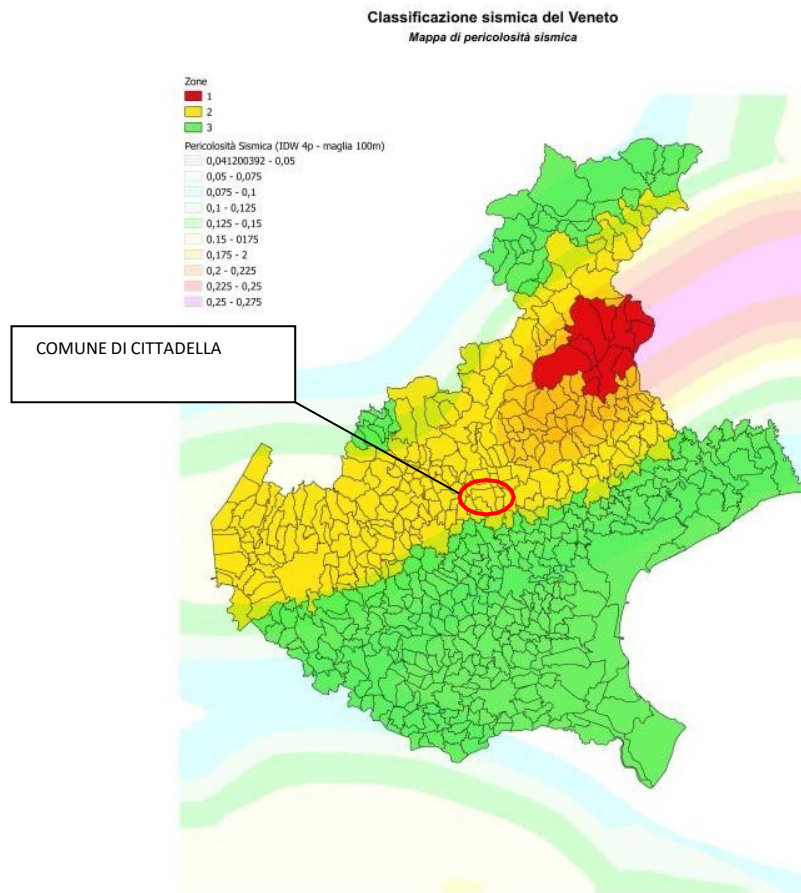 Classificazione sismica del Veneto
Mappa di pericolosità sismica
Zone
1
2
3
Pericolosità Sismica (IDW 4p - maglia 100m)
0,041200392 - 0,05
0,05 - 0,075
0,075 - 0,1
0,1 - 0,125
0,125 - 0,15
0.15 - 0175
0,175 - 2
0,2 - 0,225
0,225 - 0,25
0,25 - 0,275
COMUNE DI CITTADELLA